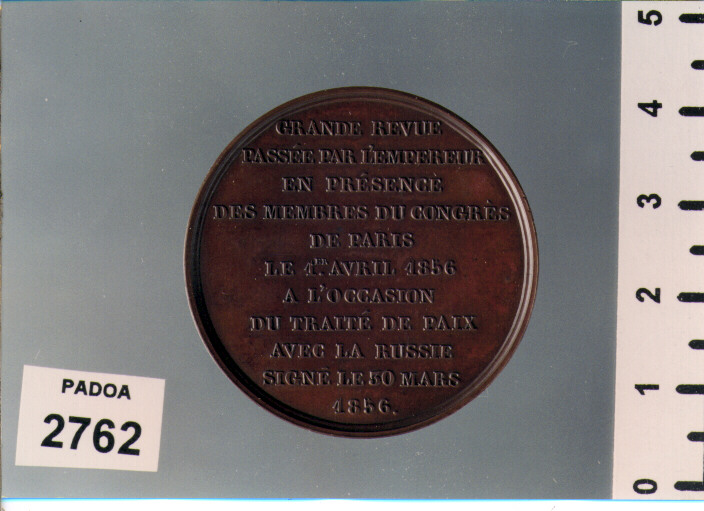 GRANDE REVUE
PASSÉE PAR L'EMPEREUR
EN PRÉSENCE
DES MEMBRES DU CONGRÈS
DE PARIS
LE 1ER AVRIL 1856
A L'OCCASION
DU TRAITÉ DE PAIX
AVEC LA RUSSIE
SIGNÉ LE 30 MARS
1856.
PADOA
2762
5
4
3
2
1
0